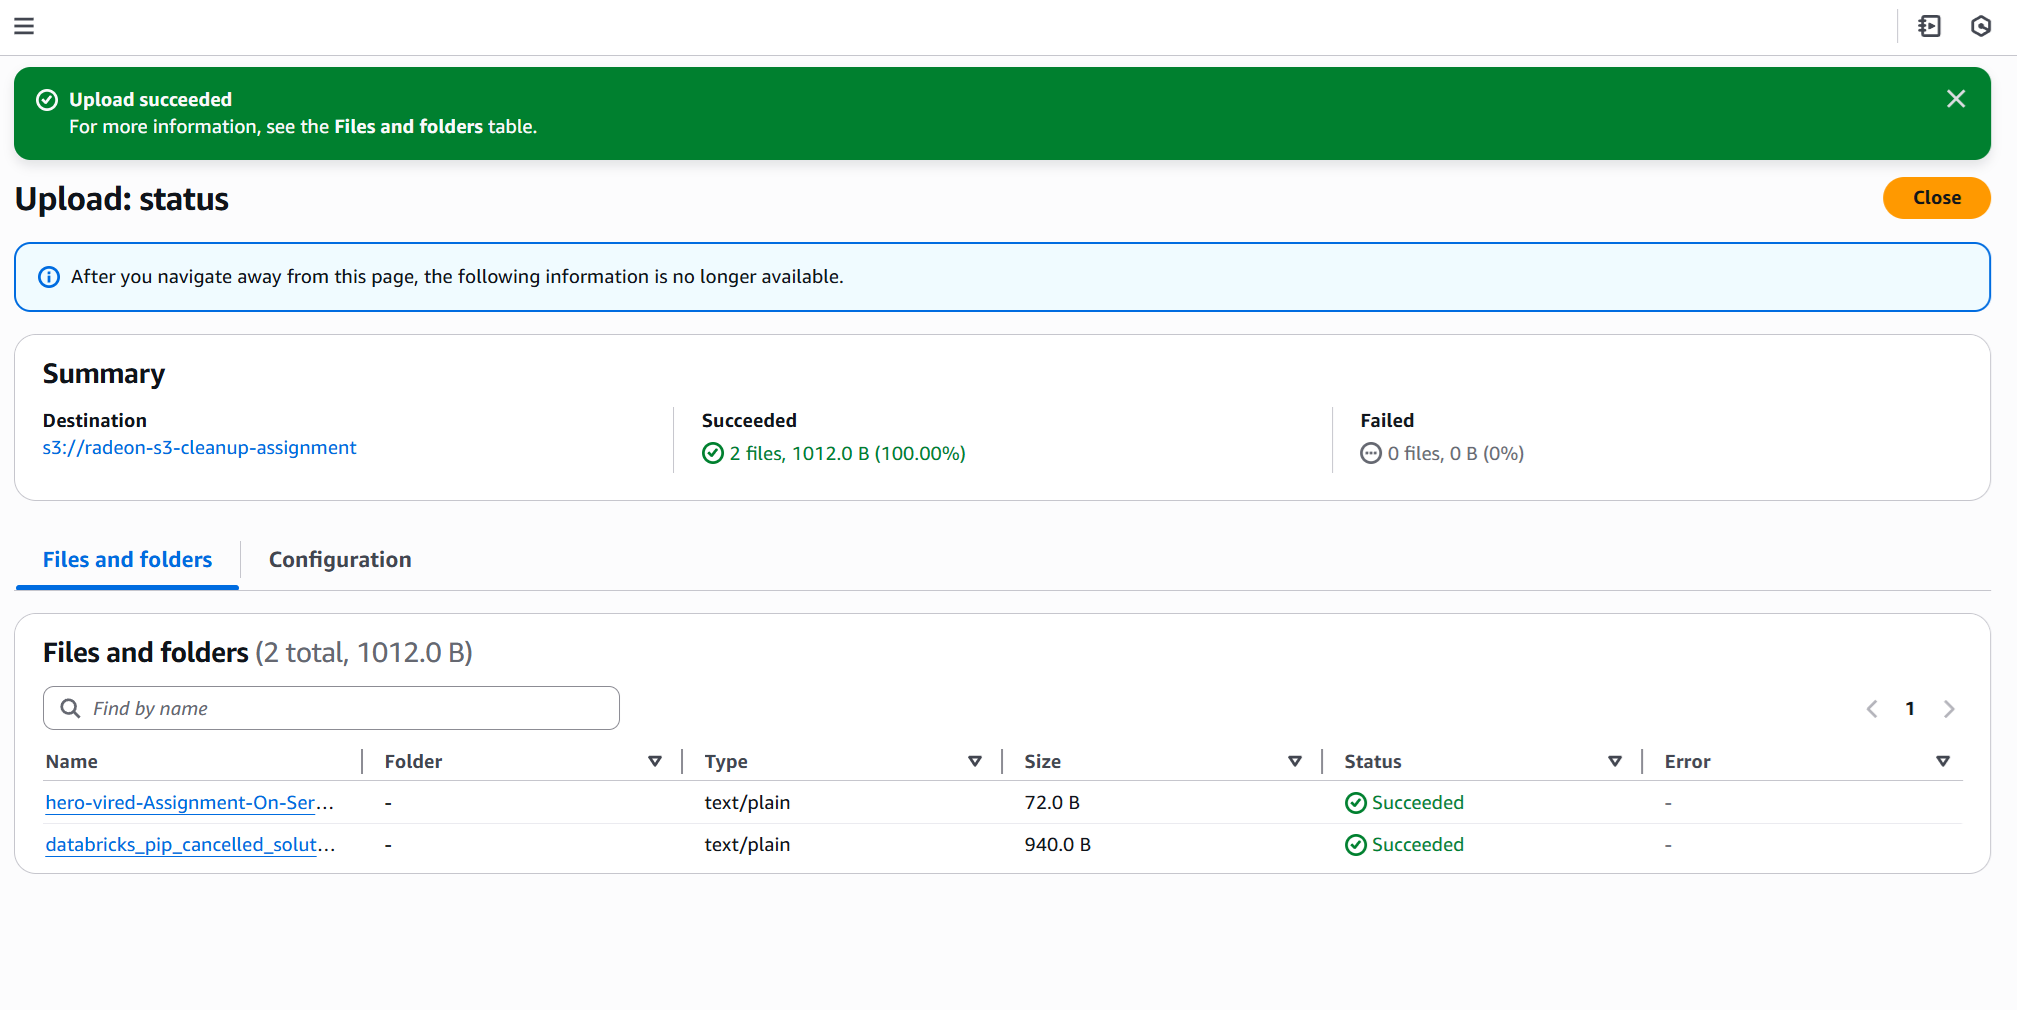 Upload succeeded
For more information, see the Files and folders table.
Upload: status
Close
After you navigate away from this page, the following information is no longer available.
Summary
Destination
s3://radeon-s3-cleanup-assignment
Succeeded
2 files, 1012.0 B (100.00%)
Failed
0 files, 0 B (0%)
Files and folders
Configuration
Files and folders (2 total, 1012.0 B)
Find by name
1
Name Folder Type Size Status Error
hero-vired-Assignment-On-Ser... - text/plain 72.0 B Succeeded -
databricks_pip_cancelled_solut... - text/plain 940.0 B Succeeded -